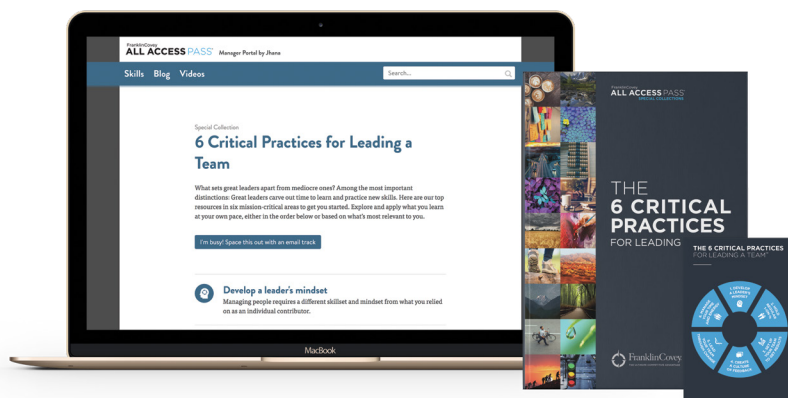 FranklinCovey
ALL ACCESS PASS® Manager Portal by Jhana
Skills Blog Videos
Search...
Special Collection
6 Critical Practices for Leading a
Team
What sets great leaders apart from mediocre ones? Among the most important
distinctions: Great leaders carve out time to learn and practice new skills. Here are our top
resources in six mission-critical areas to get you started. Explore and apply what you learn
at your own pace, either in the order below or based on what's most relevant to you.
I'm busy! Space this out with an email track
Develop a leader's mindset
Managing people requires a different skillset and mindset from what you relied
on as an individual contributor.
MacBook
FranklinCovey
ALL ACCESS PASS®
SPECIAL COLLECTIONS
THE
6 CRITICAL
PRACTICES
FOR LEADING
FranklinCovey
THE 6 CRITICAL PRACTICES
FOR LEADING A TEAM™
1. DEVELOP
A LEADER'S
MINDSET
4. CREATE
A CULTURE
OF FEEDBACK